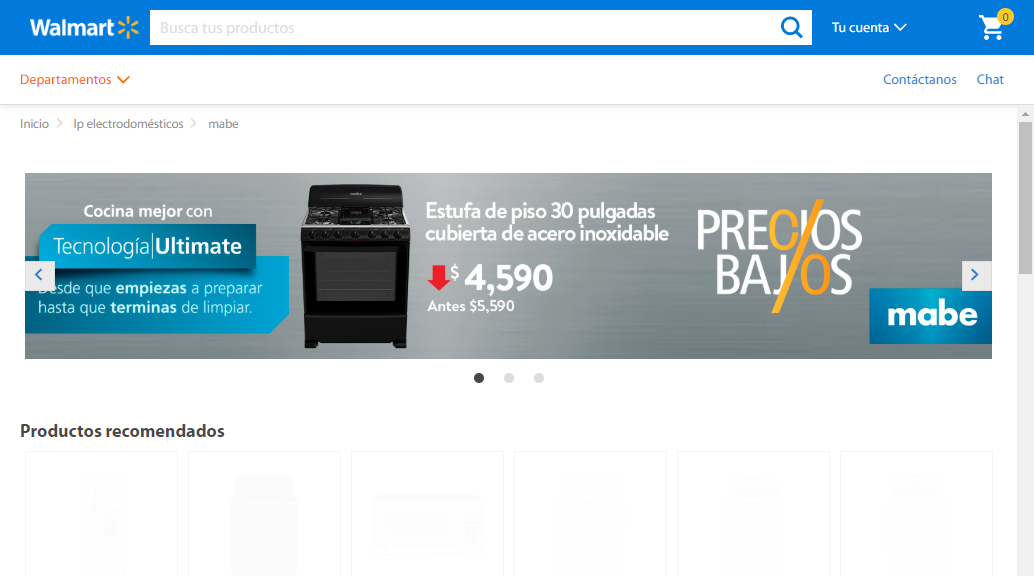 Walmart
Busca tus productos
Tu cuenta
0
Departamentos
Contáctanos
Chat
Inicio > lp electrodomésticos > mabe
Cocina mejor con
Tecnología|Ultimate
Desde que empiezas a preparar
hasta que terminas de limpiar.
Estufa de piso 30 pulgadas
cubierta de acero inoxidable
$4,590
Antes $5,590
PRECIOS
BAJOS
mabe
Productos recomendados